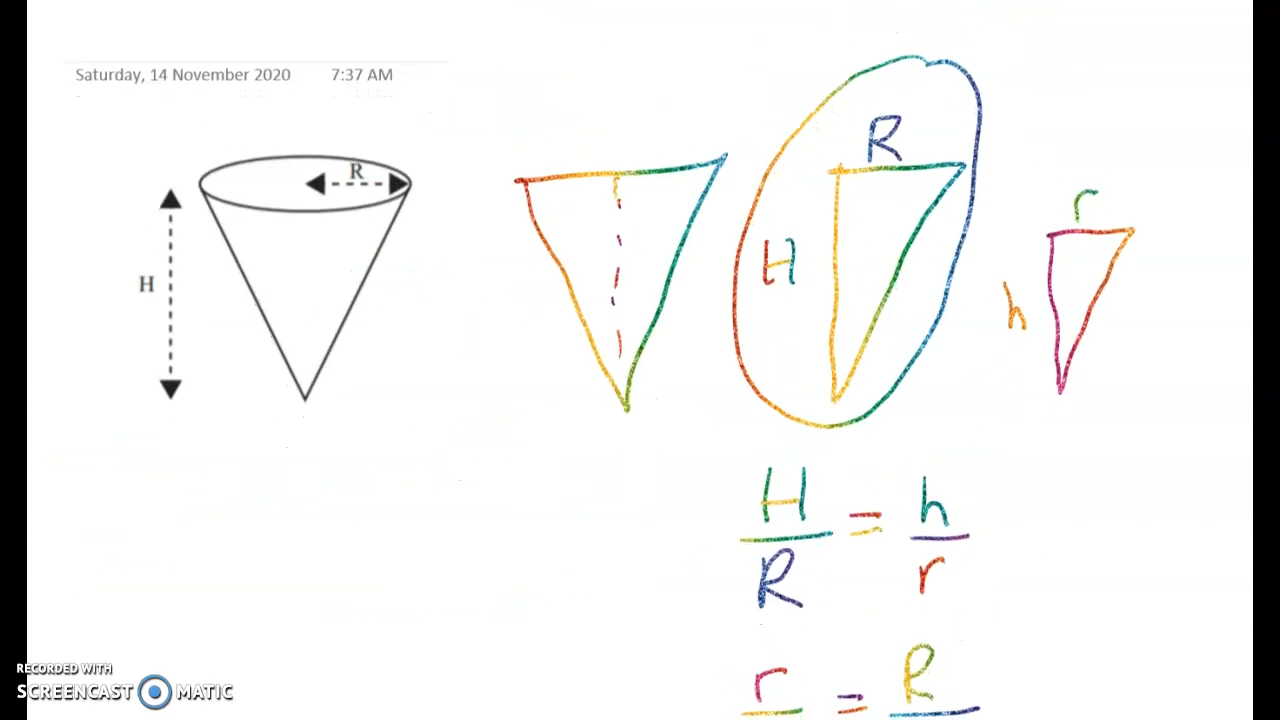 Saturday, 14 November 2020 7:37 AM
R
H
R
H
r
h
H/R = h/r
r = R
RECORDED WITH
SCREENCAST MATIC